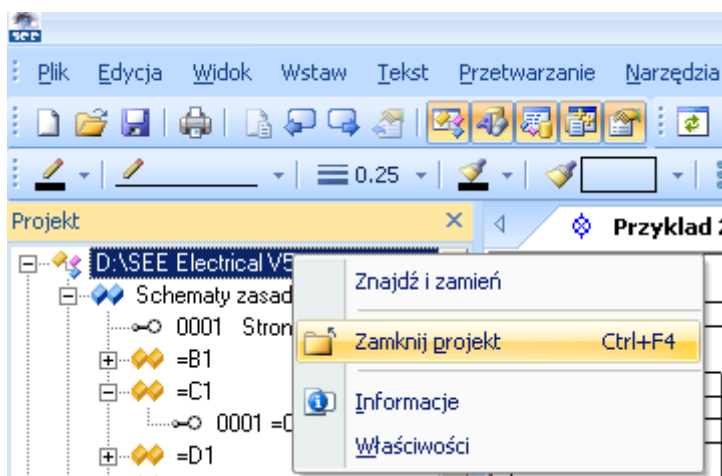 SEE
Plik Edycja Widok Wstaw Tekst Przetwarzanie Narzędzia
0.25
Projekt
Przykład
D:\SEE Electrical V5
Znajdź i zamień
Schematy zasad
0001 Stron
Zamknij projekt Ctrl+F4
=B1
=C1
Informacje
0001
Właściwości
=D1